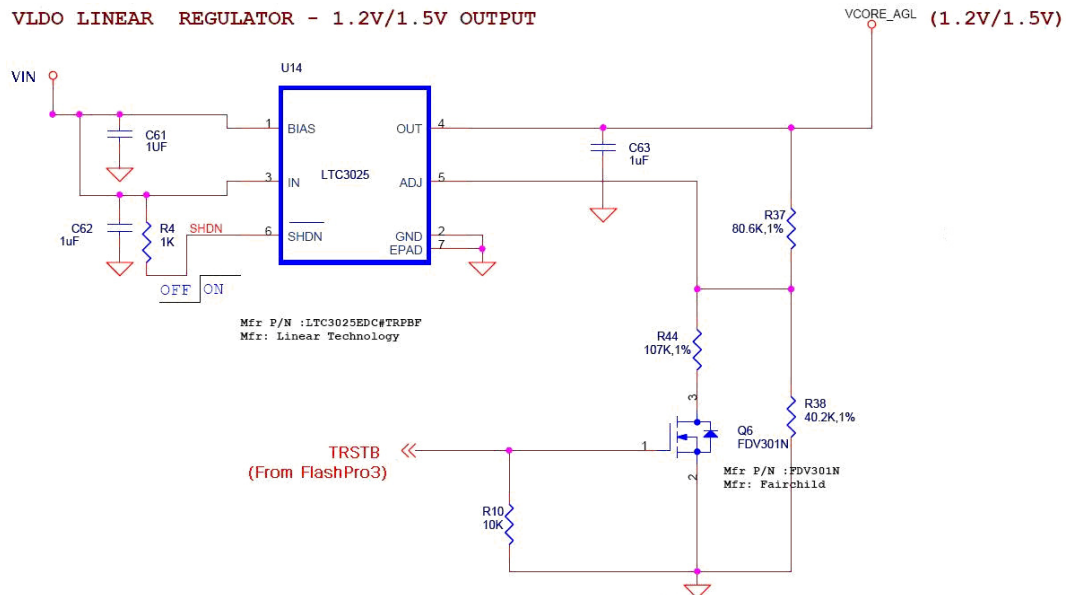 VLDO LINEAR REGULATOR - 1.2V/1.5V OUTPUT
VCORE_AGL (1.2V/1.5V)
VIN
U14
1 BIAS
OUT 4
C61
1UF
C63
1uF
3 IN
LTC3025
ADJ 5
C62
1uF
R4
1K
SHDN
6 SHDN
GND 2
EPAD 7
R37
80.6K,1%
OFF ON
Mfr P/N :LTC3025EDC#TRPBF
Mfr: Linear Technology
R44
107K,1%
3
R38
40.2K,1%
Q6
FDV301N
1
TRSTB
(From FlashPro3)
2
Mfr P/N :FDV301N
Mfr: Fairchild
R10
10K